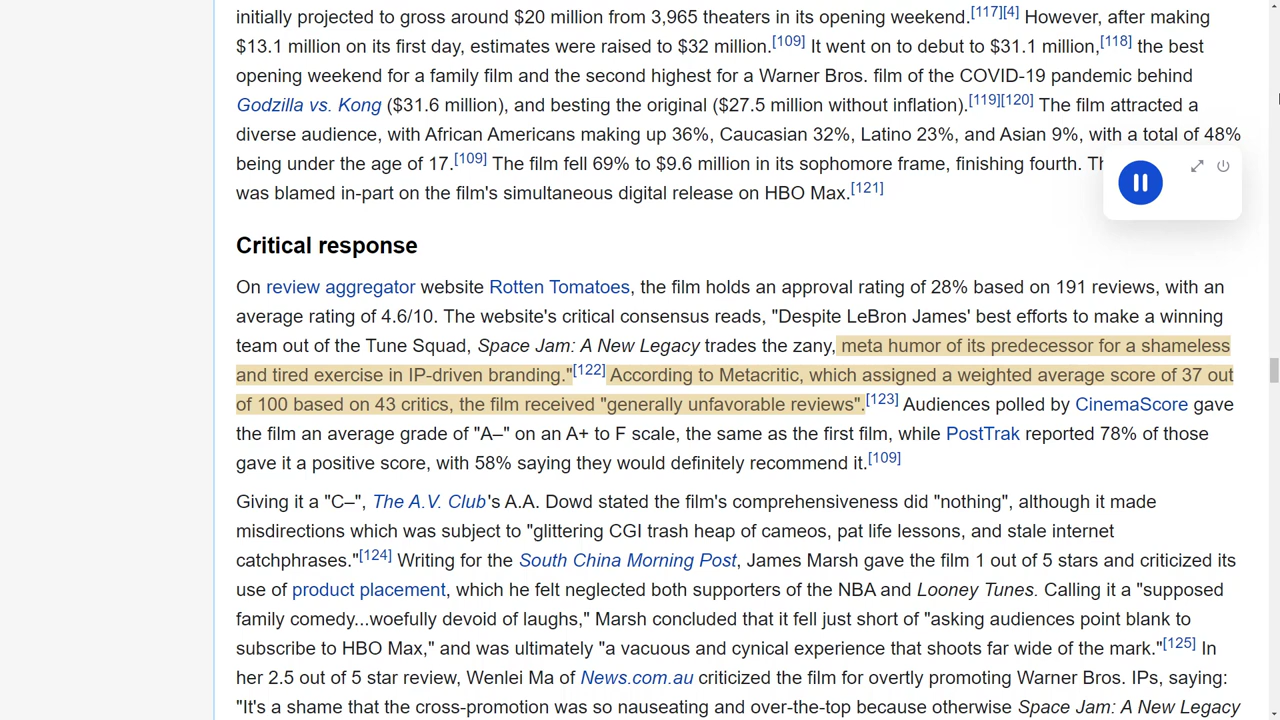 initially projected to gross around $20 million from 3,965 theaters in its opening weekend.[117][4] However, after making
$13.1 million on its first day, estimates were raised to $32 million.[109] It went on to debut to $31.1 million,[118] the best
opening weekend for a family film and the second highest for a Warner Bros. film of the COVID-19 pandemic behind
Godzilla vs. Kong ($31.6 million), and besting the original ($27.5 million without inflation).[119][120] The film attracted a
diverse audience, with African Americans making up 36%, Caucasian 32%, Latino 23%, and Asian 9%, with a total of 48%
being under the age of 17.[109] The film fell 69% to $9.6 million in its sophomore frame, finishing fourth.
was blamed in-part on the film's simultaneous digital release on HBO Max.[121]
Critical response
On review aggregator website Rotten Tomatoes, the film holds an approval rating of 28% based on 191 reviews, with an
average rating of 4.6/10. The website's critical consensus reads, "Despite LeBron James' best efforts to make a winning
team out of the Tune Squad, Space Jam: A New Legacy trades the zany, meta humor of its predecessor for a shameless
and tired exercise in IP-driven branding."[122] According to Metacritic, which assigned a weighted average score of 37 out
of 100 based on 43 critics, the film received "generally unfavorable reviews".[123] Audiences polled by CinemaScore gave
the film an average grade of "A–" on an A+ to F scale, the same as the first film, while PostTrak reported 78% of those
gave it a positive score, with 58% saying they would definitely recommend it.[109]
Giving it a "C–", The A.V. Club's A.A. Dowd stated the film's comprehensiveness did "nothing", although it made
misdirections which was subject to "glittering CGI trash heap of cameos, pat life lessons, and stale internet
catchphrases."[124] Writing for the South China Morning Post, James Marsh gave the film 1 out of 5 stars and criticized its
use of product placement, which he felt neglected both supporters of the NBA and Looney Tunes. Calling it a "supposed
family comedy...woefully devoid of laughs," Marsh concluded that it fell just short of "asking audiences point blank to
subscribe to HBO Max," and was ultimately "a vacuous and cynical experience that shoots far wide of the mark."[125] In
her 2.5 out of 5 star review, Wenlei Ma of News.com.au criticized the film for overtly promoting Warner Bros. IPs, saying:
"It's a shame that the cross-promotion was so nauseating and over-the-top because otherwise Space Jam: A New Legacy